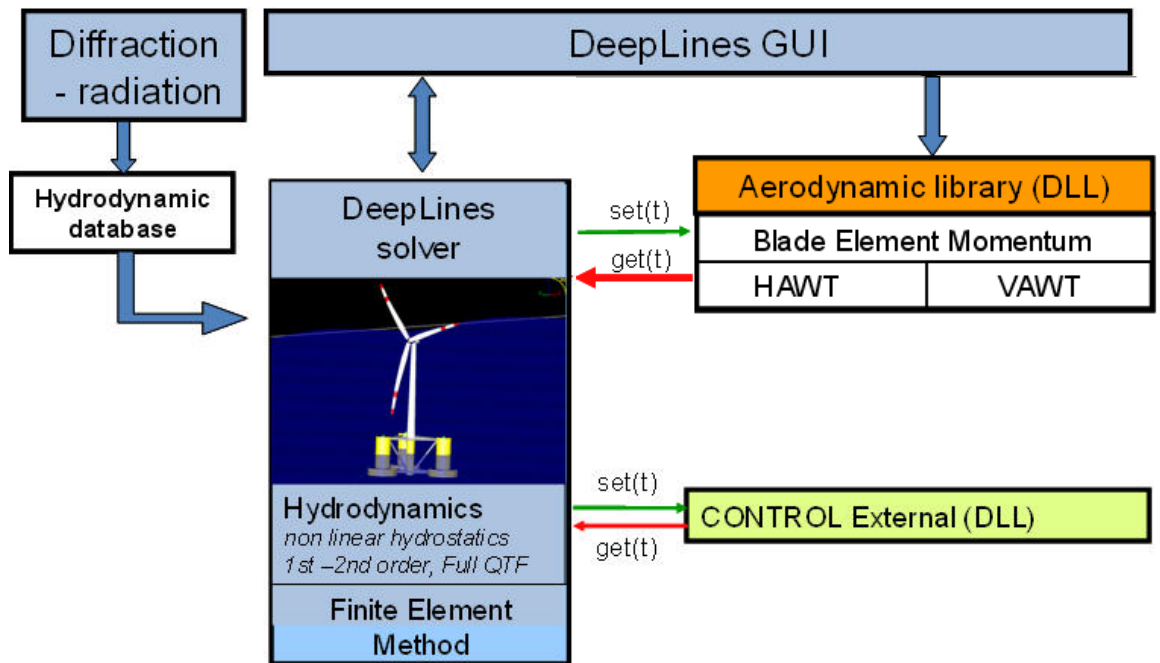 Diffraction
- radiation
DeepLines GUI
Hydrodynamic
database
DeepLines
solver
set(t)
get(t)
Aerodynamic library (DLL)
Blade Element Momentum
HAWT
VAWT
Hydrodynamics
non linear hydrostatics
1st –2nd order, Full QTF
set(t)
get(t)
CONTROL External (DLL)
Finite Element
Method